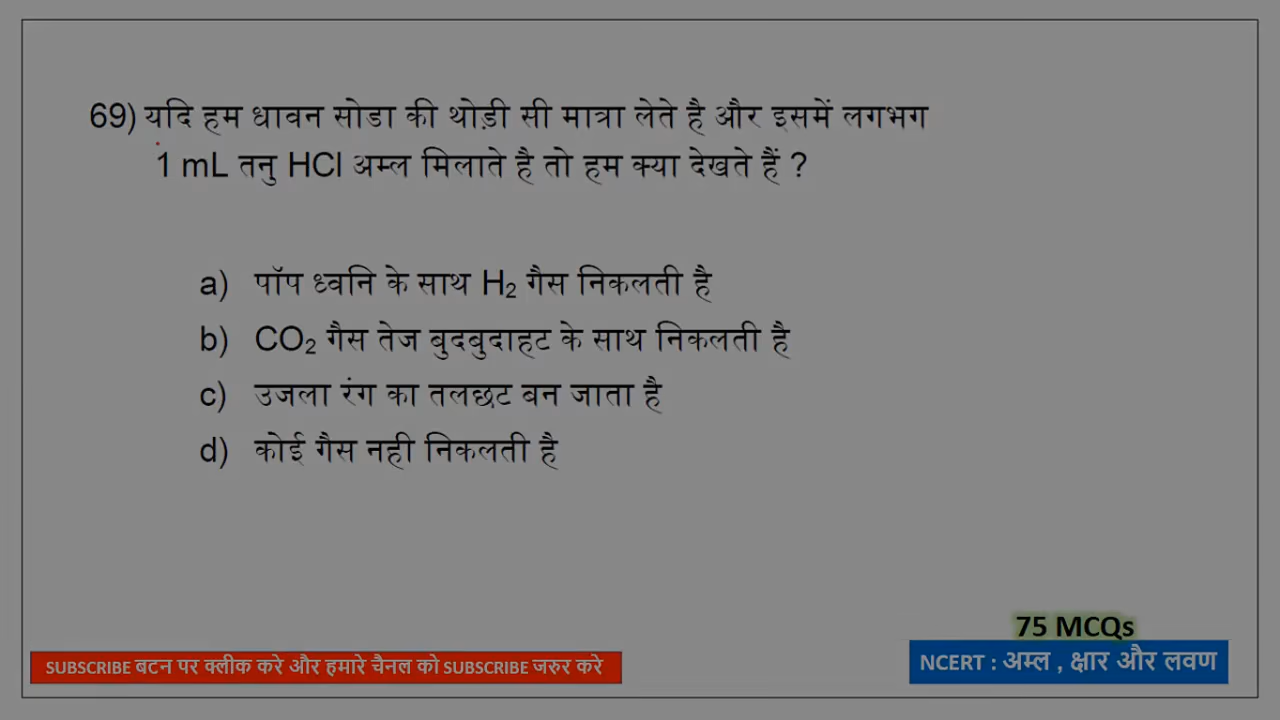 69) यदि हम धावन सोडा की थोड़ी सी मात्रा लेते है और इसमें लगभग
1 mL तनु HCl अम्ल मिलाते है तो हम क्या देखते हैं ?
a) पॉप ध्वनि के साथ H₂ गैस निकलती है
b) CO₂ गैस तेज बुदबुदाहट के साथ निकलती है
c) उजला रंग का तलछट बन जाता है
d) कोई गैस नही निकलती है
75 MCQs
SUBSCRIBE बटन पर क्लीक करे और हमारे चैनल को SUBSCRIBE जरुर करे
NCERT : अम्ल , क्षार और लवण